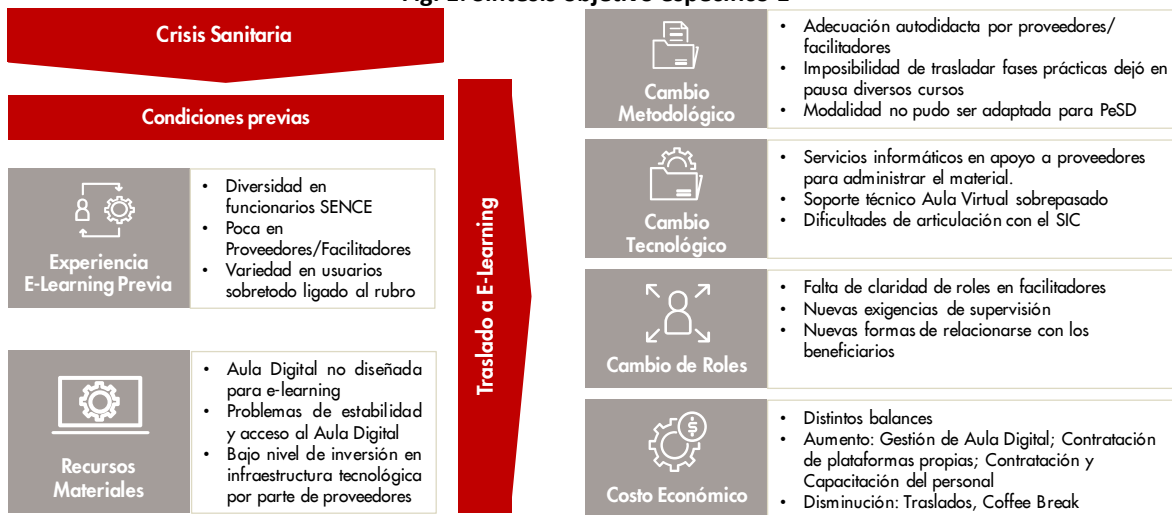 Crisis Sanitaria
Condiciones previas
Experiencia
E-Learning Previa
• Diversidad en
funcionarios SENCE
• Poca en
Proveedores/Facilitadores
• Variedad en usuarios
sobretodo ligado al rubro
Recursos
Materiales
• Aula Digital no diseñada
para e-learning
• Problemas de estabilidad
y acceso al Aula Digital
• Bajo nivel de inversión en
infraestructura tecnológica
por parte de proveedores
Traslado a E-Learning
Cambio
Metodológico
• Adecuación autodidacta por proveedores/
facilitadores
• Imposibilidad de trasladar fases prácticas dejó en
pausa diversos cursos
• Modalidad no pudo ser adaptada para PeSD
Cambio
Tecnológico
• Servicios informáticos en apoyo a proveedores
para administrar el material.
• Soporte técnico Aula Virtual sobrepasado
• Dificultades de articulación con el SIC
Cambio de Roles
• Falta de claridad de roles en facilitadores
• Nuevas exigencias de supervisión
• Nuevas formas de relacionarse con los
beneficiarios
Costo Económico
• Distintos balances
• Aumento: Gestión de Aula Digital; Contratación
de plataformas propias; Contratación y
Capacitación del personal
• Disminución: Traslados, Coffee Break